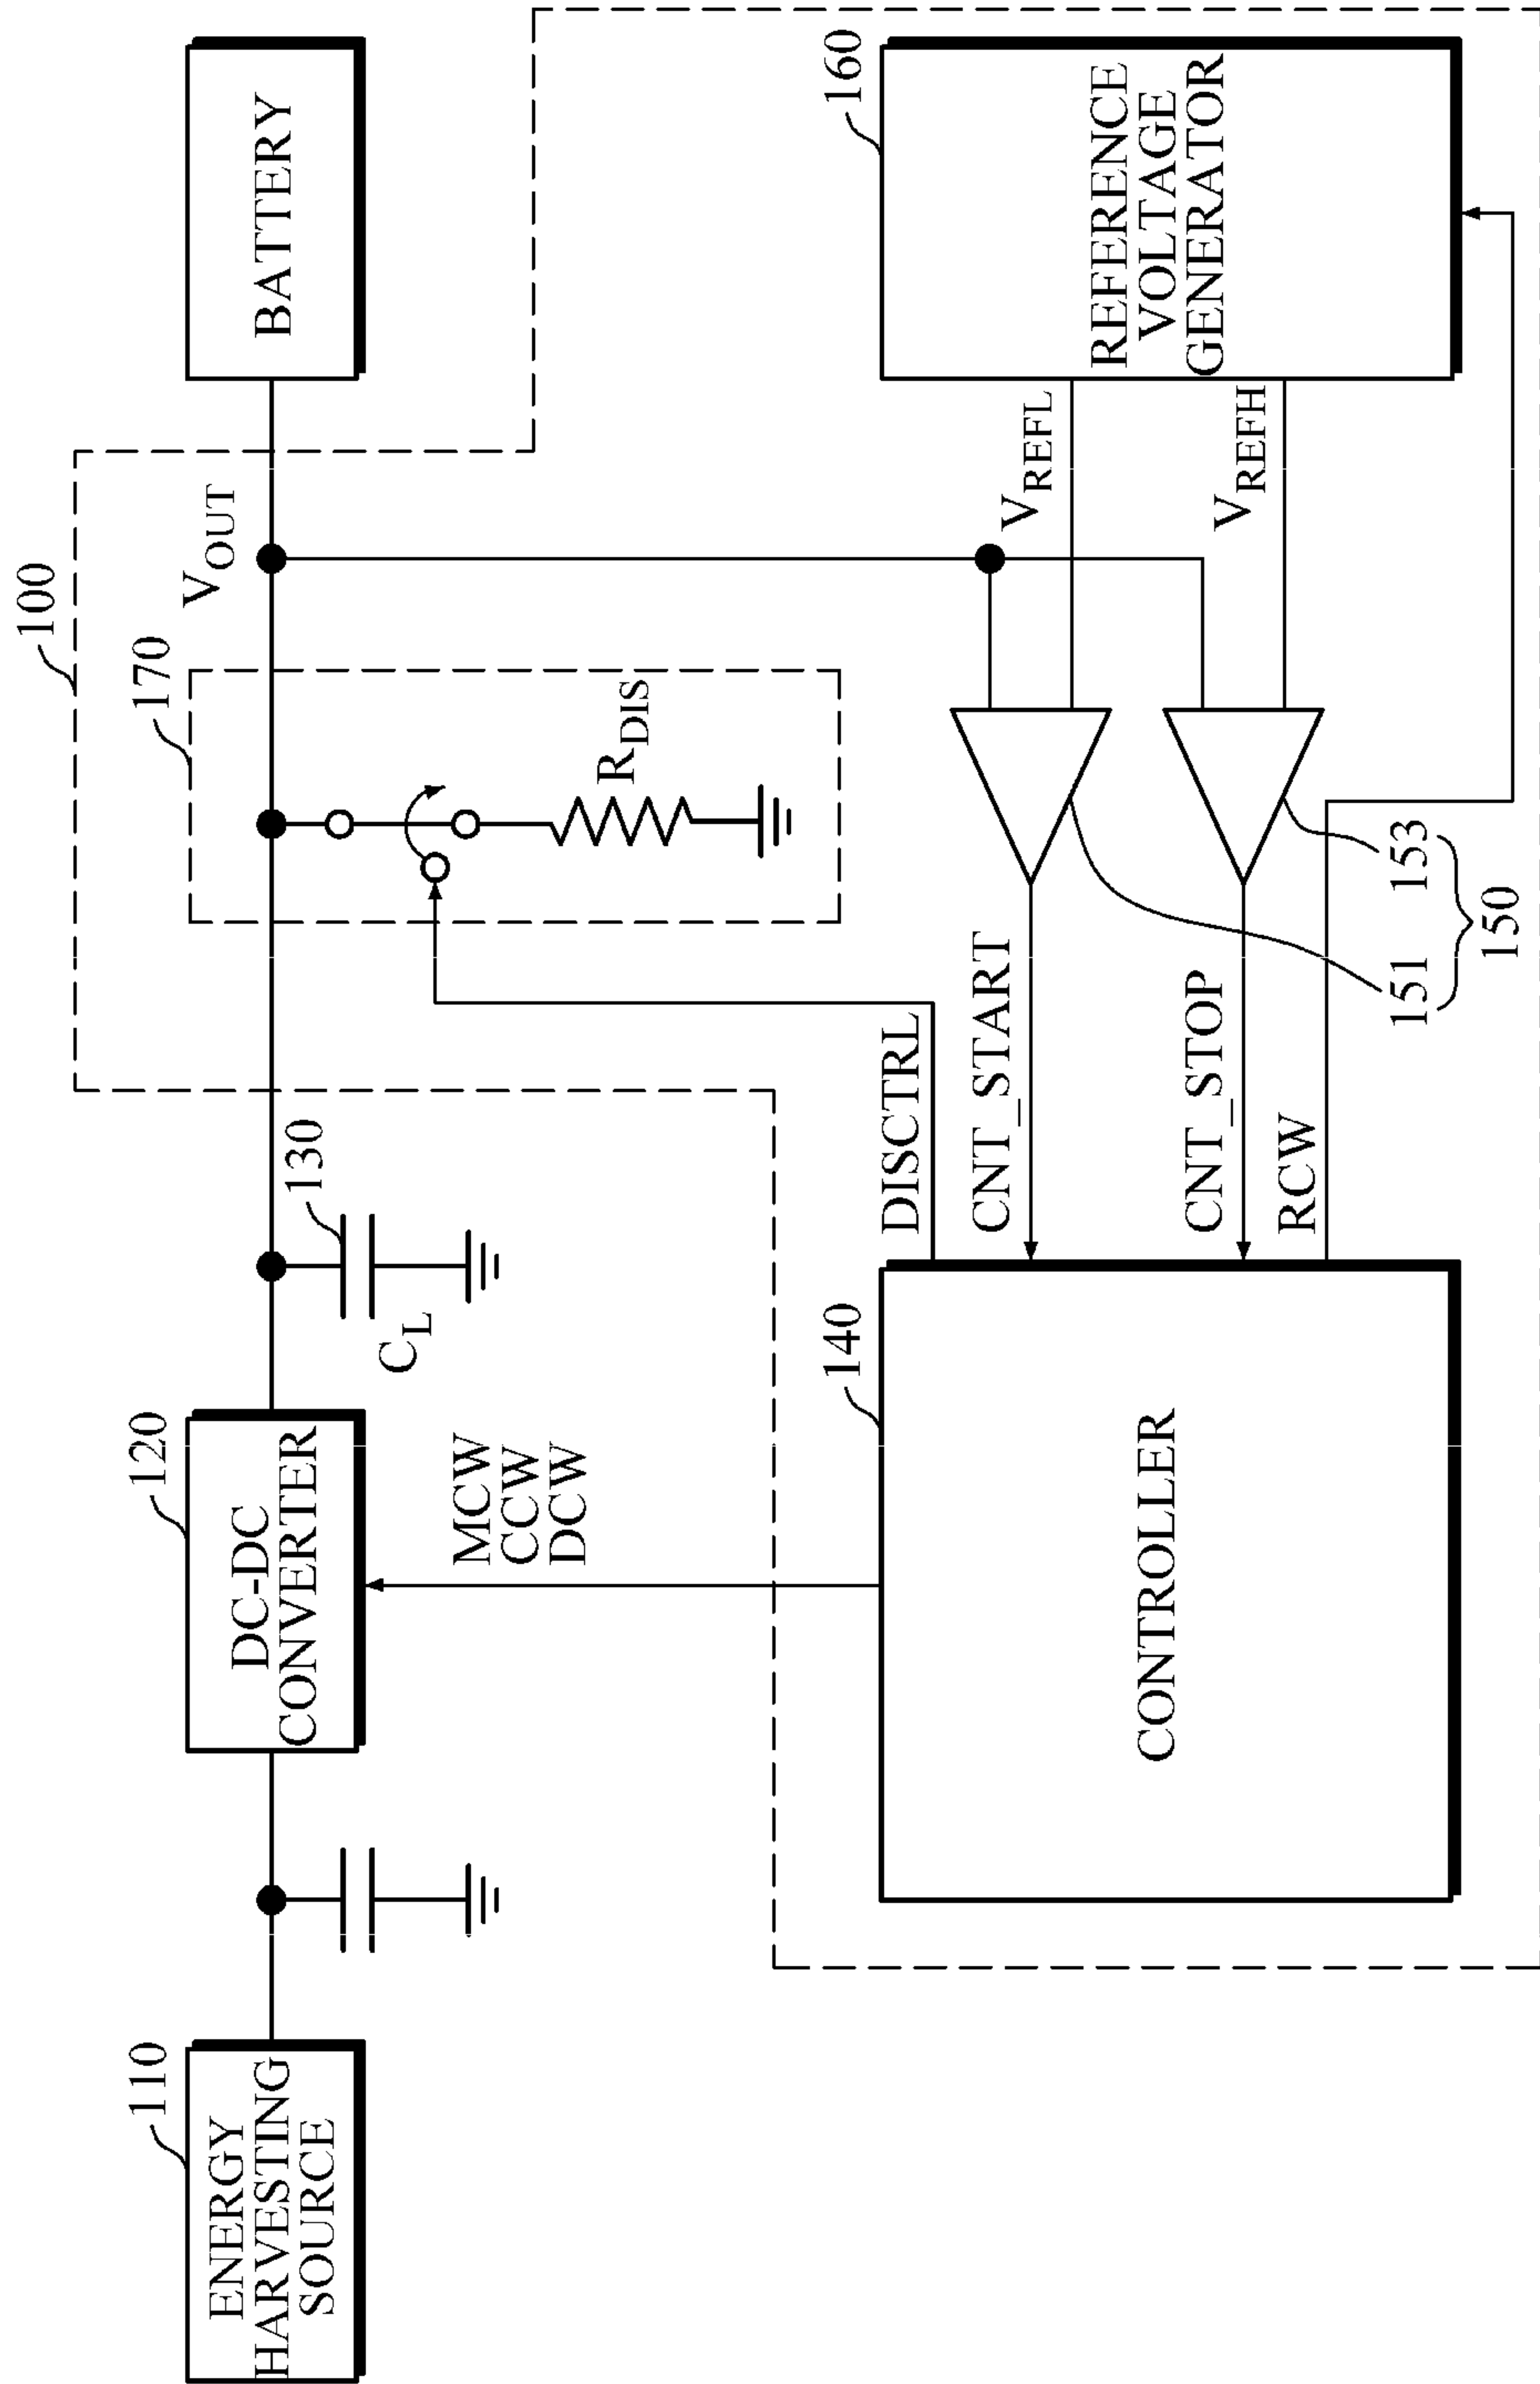 100
110
ENERGY
HARVESTING
SOURCE
120
DC-DC
CONVERTER
130
C_L
170
R_DIS
V_OUT
BATTERY
MCW
CCW
DCW
140
CONTROLLER
DISCTRL
CNT_START
CNT_STOP
RCW
151 153
150
V_REFL
V_REFH
160
REFERENCE
VOLTAGE
GENERATOR